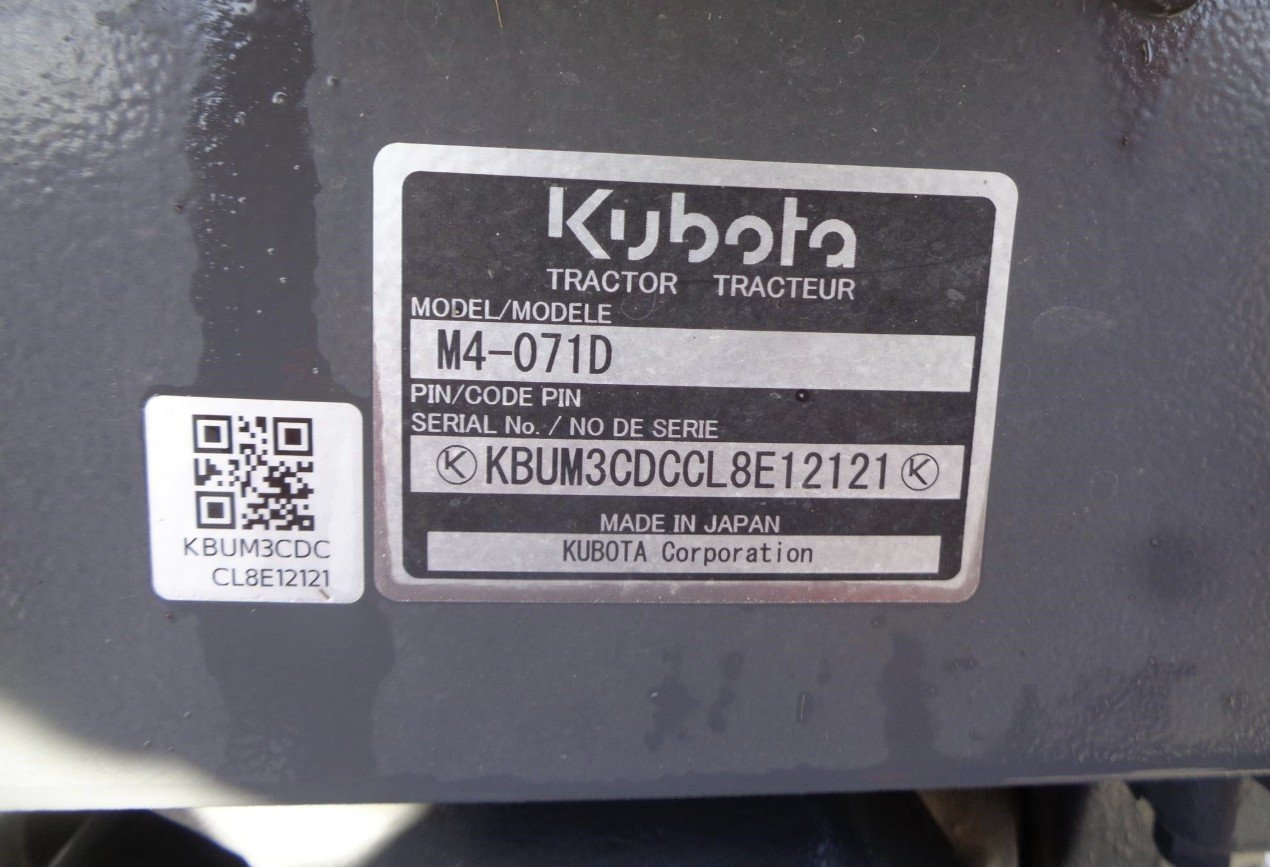 Kubota
TRACTOR TRACTEUR
MODEL/MODELE
M4-071D
PIN/CODE PIN
SERIAL No. / NO DE SERIE
K KBUM3CDCCL8E12121 K
MADE IN JAPAN
KUBOTA Corporation
KBUM3CDC
CL8E12121